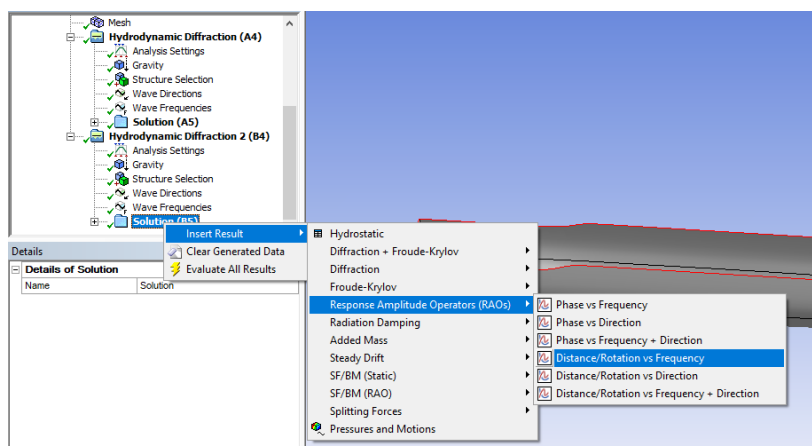 Mesh
Hydrodynamic Diffraction (A4)
Analysis Settings
Gravity
Structure Selection
Wave Directions
Wave Frequencies
Solution (A5)
Hydrodynamic Diffraction 2 (B4)
Analysis Settings
Gravity
Structure Selection
Wave Directions
Wave Frequencies
Solution (B5)
Insert Result
Clear Generated Data
Evaluate All Results
Details
Details of Solution
Name Solution
Hydrostatic
Diffraction + Froude-Krylov
Diffraction
Froude-Krylov
Response Amplitude Operators (RAOs)
Radiation Damping
Added Mass
Steady Drift
SF/BM (Static)
SF/BM (RAO)
Splitting Forces
Pressures and Motions
Phase vs Frequency
Phase vs Direction
Phase vs Frequency + Direction
Distance/Rotation vs Frequency
Distance/Rotation vs Direction
Distance/Rotation vs Frequency + Direction